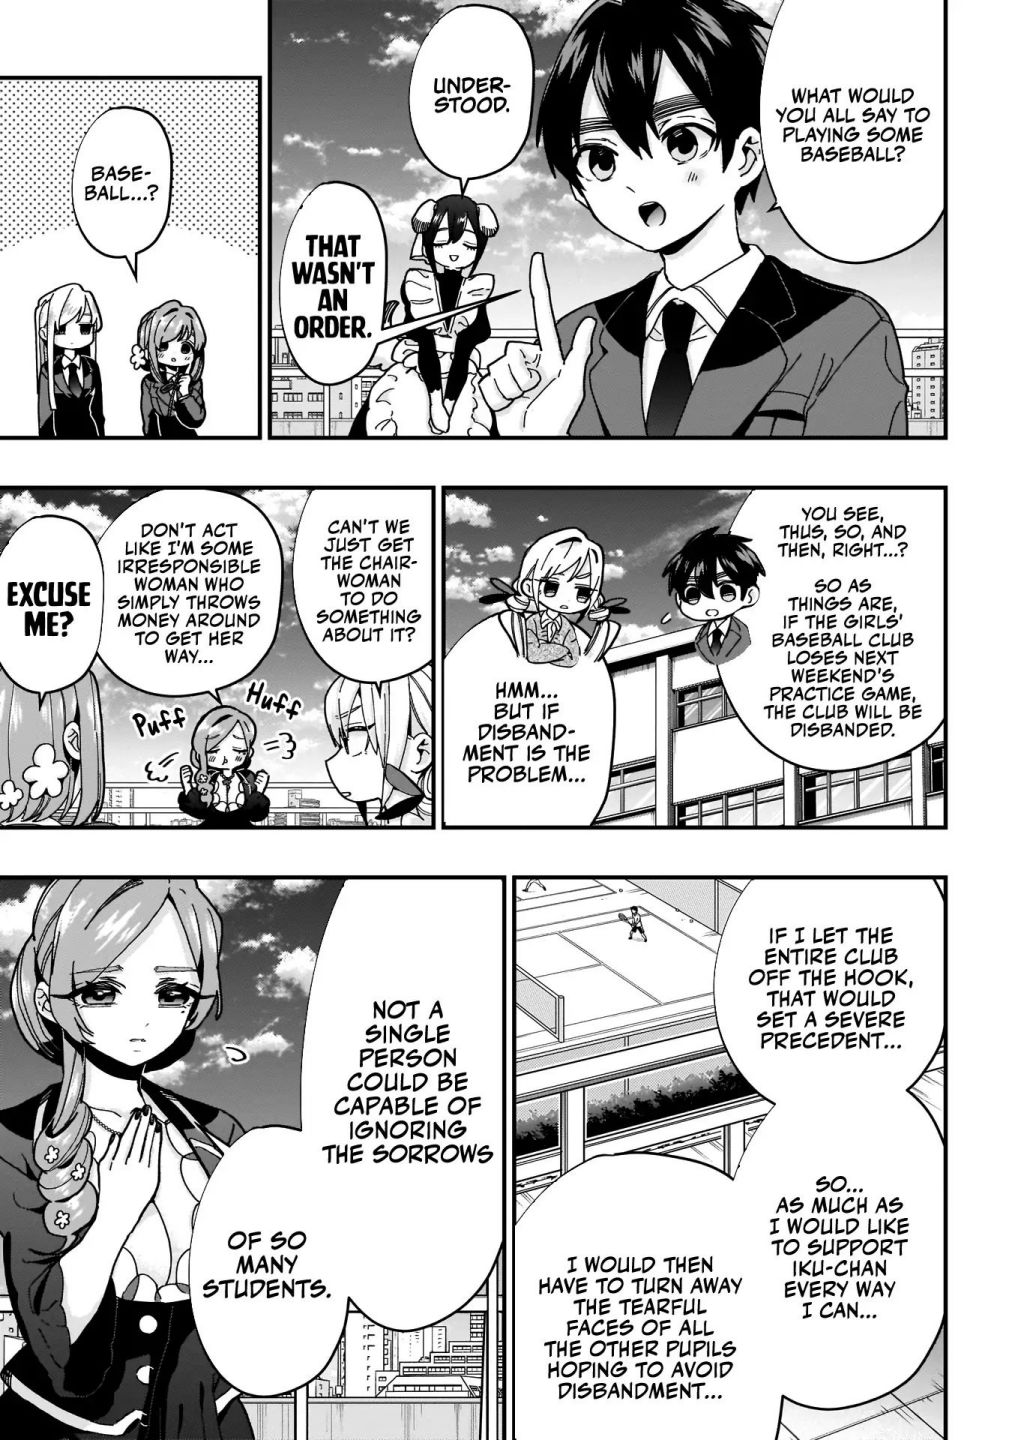 WHAT WOULD
YOU ALL SAY TO
PLAYING SOME
BASEBALL?
UNDER-
STOOD.
THAT
WASN'T
AN
ORDER.
BASE-
BALL...?
YOU SEE,
THUS, SO, AND
THEN, RIGHT...?
SO AS
THINGS ARE,
IF THE GIRLS'
BASEBALL CLUB
LOSES NEXT
WEEKEND'S
PRACTICE GAME,
THE CLUB WILL BE
DISBANDED.
HMM...
BUT IF
DISBAND-
MENT IS THE
PROBLEM...
CAN'T WE
JUST GET
THE CHAIR-
WOMAN
TO DO
SOMETHING
ABOUT IT?
DON'T ACT
LIKE I'M SOME
IRRESPONSIBLE
WOMAN WHO
SIMPLY THROWS
MONEY AROUND
TO GET HER
WAY...
Huff
Puff
EXCUSE
ME?
IF I LET THE
ENTIRE CLUB
OFF THE HOOK,
THAT WOULD
SET A SEVERE
PRECEDENT...
SO...
AS MUCH AS
I WOULD LIKE
TO SUPPORT
IKU-CHAN
EVERY WAY
I CAN...
I WOULD THEN
HAVE TO TURN AWAY
THE TEARFUL
FACES OF ALL
THE OTHER PUPILS
HOPING TO AVOID
DISBANDMENT...
NOT A
SINGLE
PERSON
COULD BE
CAPABLE OF
IGNORING
THE SORROWS
OF SO
MANY
STUDENTS.